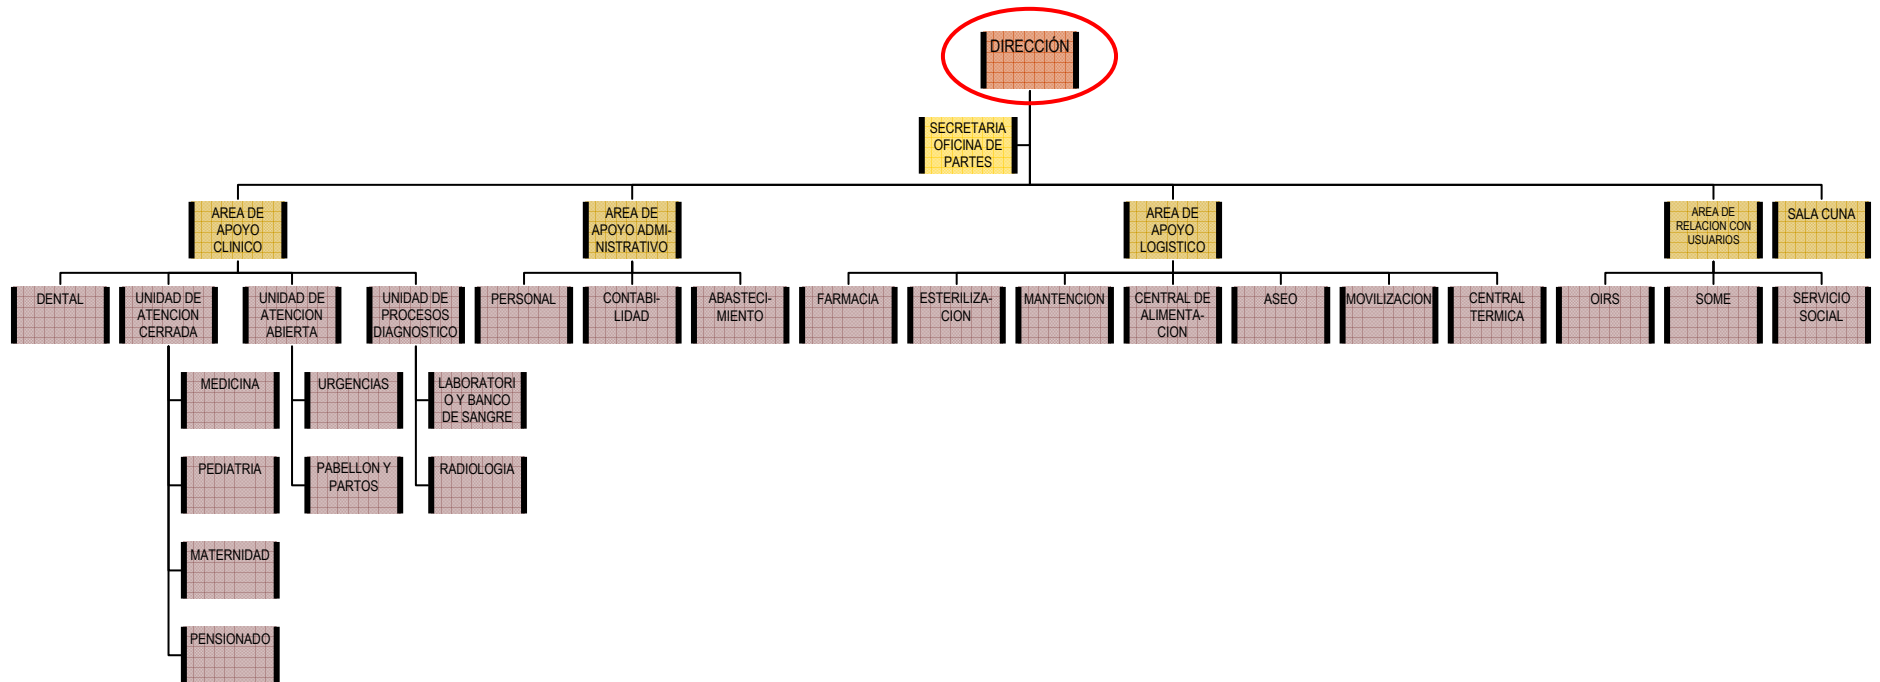 DIRECCIÓN
SECRETARIA
OFICINA DE
PARTES
AREA DE
APOYO
CLINICO
AREA DE
APOYO ADMI-
NISTRATIVO
AREA DE
APOYO
LOGISTICO
AREA DE
RELACION CON
USUARIOS
SALA CUNA
DENTAL
UNIDAD DE
ATENCION
CERRADA
UNIDAD DE
ATENCION
ABIERTA
UNIDAD DE
PROCESOS
DIAGNOSTICO
PERSONAL
CONTABI-
LIDAD
ABASTECI-
MIENTO
FARMACIA
ESTERILIZA-
CION
MANTENCION
CENTRAL DE
ALIMENTA-
CION
ASEO
MOVILIZACION
CENTRAL
TERMICA
OIRS
SOME
SERVICIO
SOCIAL
MEDICINA
URGENCIAS
LABORATORI
O Y BANCO
DE SANGRE
PEDIATRIA
PABELLON Y
PARTOS
RADIOLOGIA
MATERNIDAD
PENSIONADO